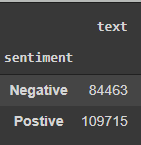 text
sentiment
Negative 84463
Postive 109715